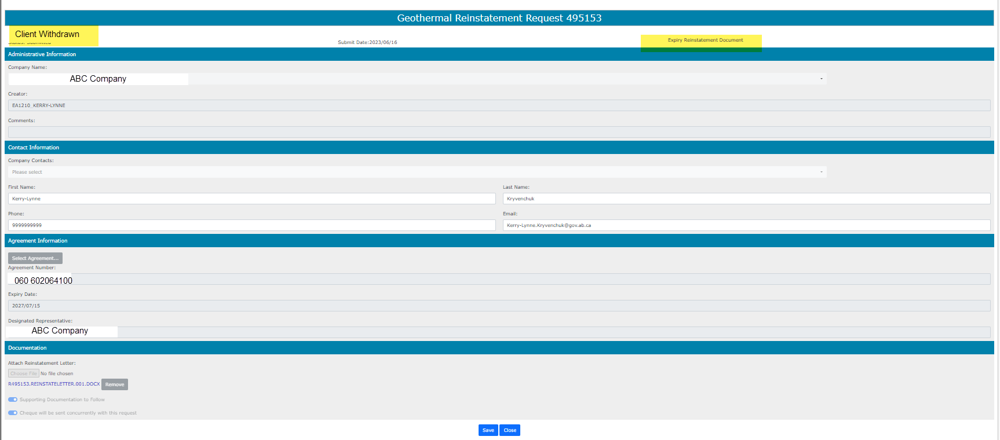 Geothermal Reinstatement Request 495153
Client Withdrawn
Status: Submitted
Submit Date:2023/06/16
Expiry Reinstatement Document
Administrative Information
Company Name:
ABC Company
Creator:
EA1210_KERRY-LYNNE
Comments:
Contact Information
Company Contacts:
Please select
First Name:
Last Name:
Kerry-Lynne
Kryvenchuk
Phone:
Email:
9999999999
Kerry-Lynne.Kryvenchuk@gov.ab.ca
Agreement Information
Select Agreement...
Agreement Number:
060 602064100
Expiry Date:
2027/07/15
Designated Representative:
ABC Company
Documentation
Attach Reinstatement Letter:
Choose File No file chosen
R495153.REINSTATELETTER.001.DOCX Remove
Supporting Documentation to Follow
Cheque will be sent concurrently with this request
Save Close